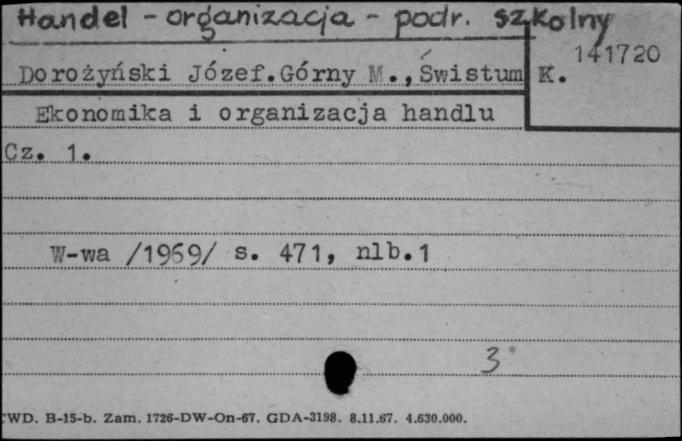 Handel - organizacja - podr. szkolny
141720
Dorożyński Józef.Górny M., Świstum K.
Ekonomika i organizacja handlu
Cz. 1.
W-wa /1969/ s. 471, nlb.1
3
WD. B-15-b. Zam. 1726-DW-On-67. GDA-3198. 8.11.67. 4.630.000.